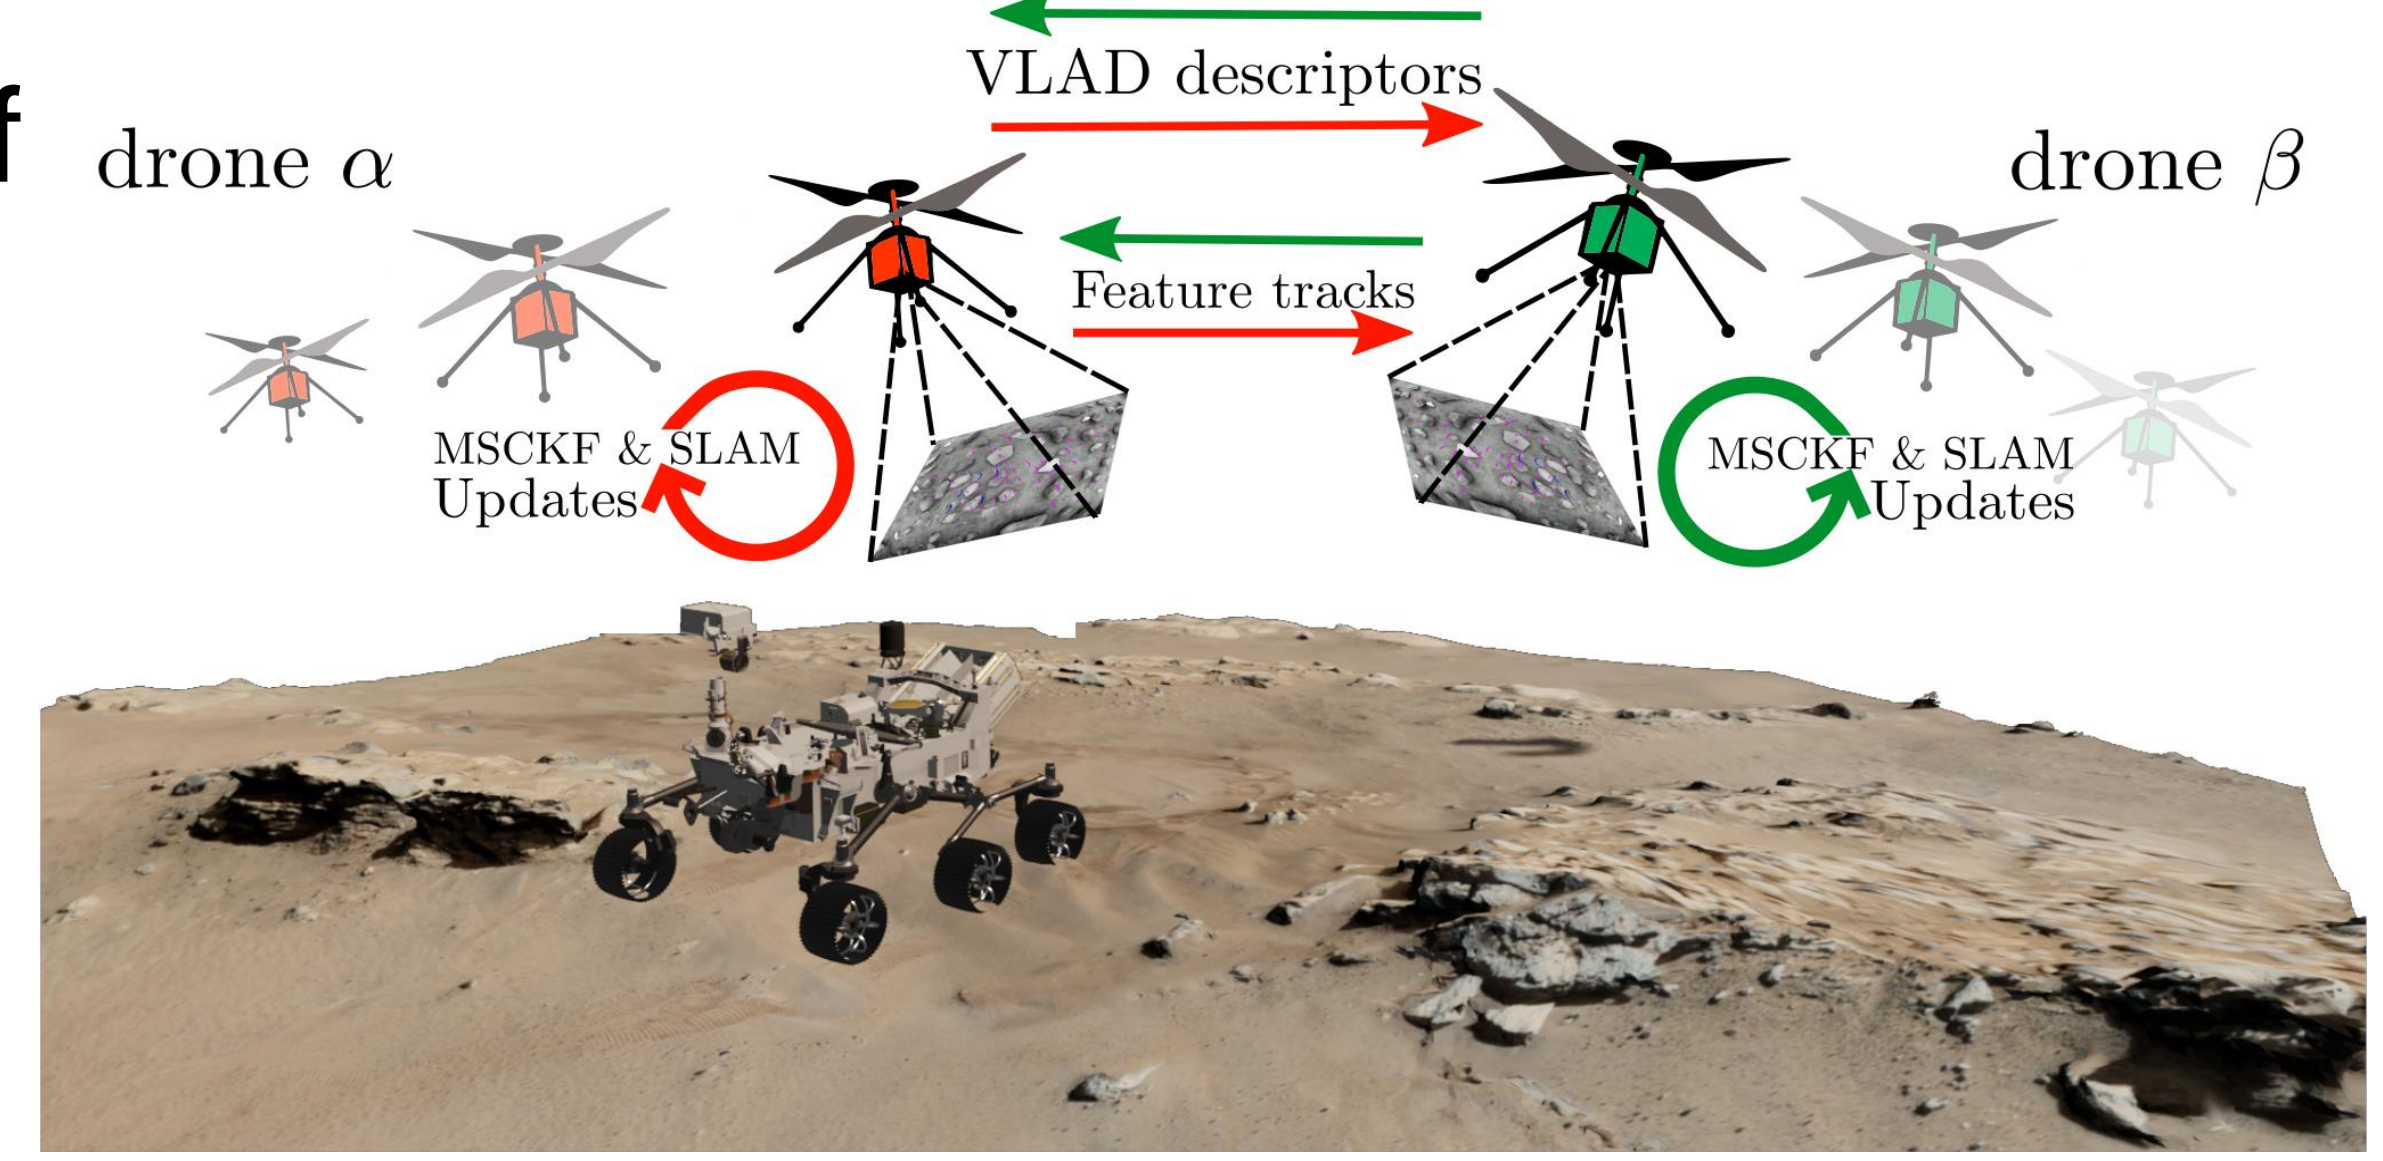 VLAD descriptors
f
drone α
drone β
Feature tracks
MSCKF & SLAM
Updates
MSCKF & SLAM
Updates